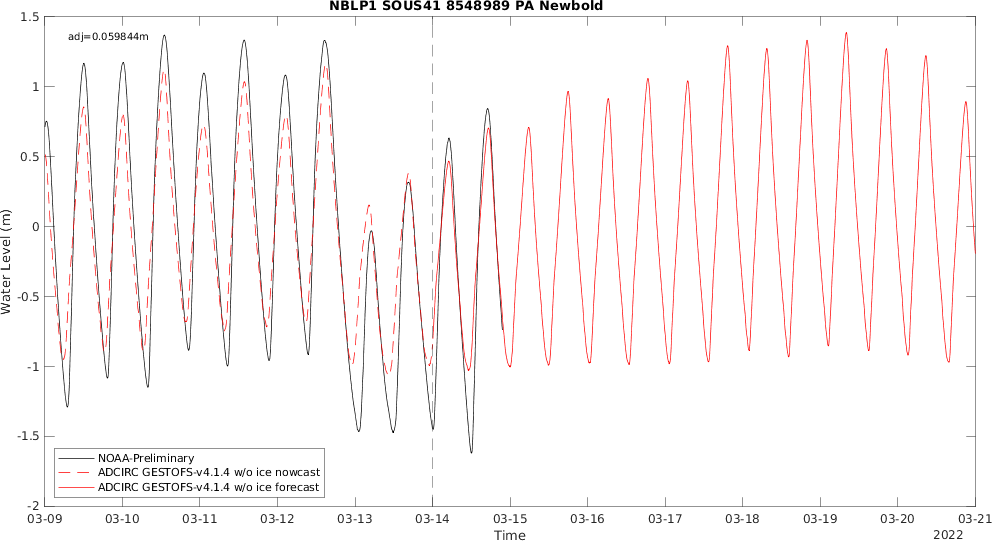 NBLP1 SOUS41 8548989 PA Newbold
adj=0.059844m
1.5
1
0.5
0
-0.5
-1
-1.5
-2
Water Level (m)
NOAA-Preliminary
ADCIRC GESTOFS-v4.1.4 w/o ice nowcast
ADCIRC GESTOFS-v4.1.4 w/o ice forecast
03-09 03-10 03-11 03-12 03-13 03-14 03-15 03-16 03-17 03-18 03-19 03-20 03-21
Time
2022